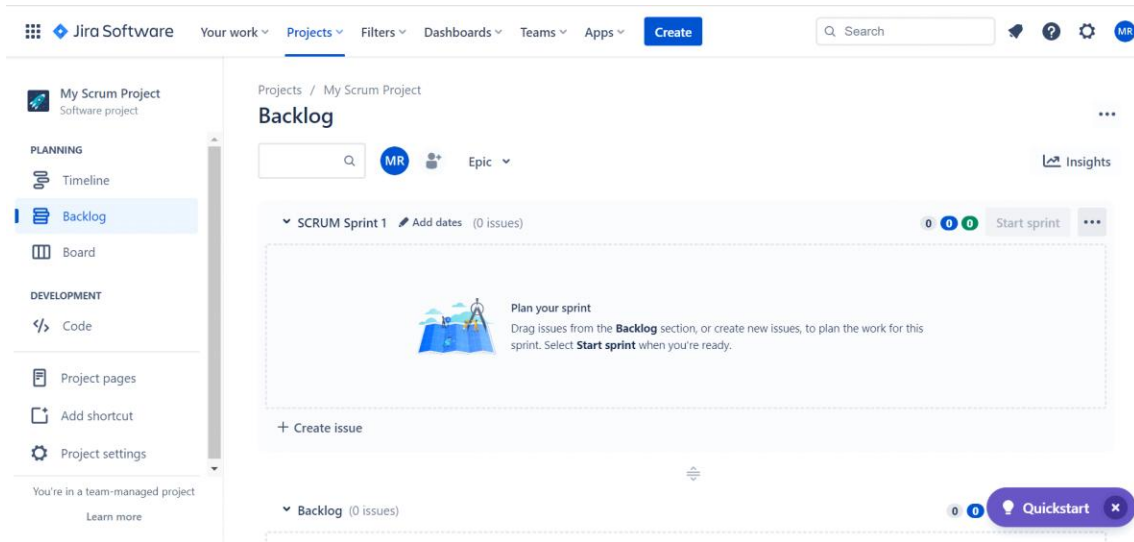 Jira Software
Your work
Projects
Filters
Dashboards
Teams
Apps
Create
Search
MR
My Scrum Project
Software project
PLANNING
Timeline
Backlog
Board
DEVELOPMENT
Code
Project pages
Add shortcut
Project settings
You're in a team-managed project
Learn more
Projects / My Scrum Project
Backlog
MR
Epic
Insights
SCRUM Sprint 1 Add dates (0 issues) 0 0 0 Start sprint
Plan your sprint
Drag issues from the Backlog section, or create new issues, to plan the work for this
sprint. Select Start sprint when you're ready.
+ Create issue
Backlog (0 issues) 0 0
Quickstart